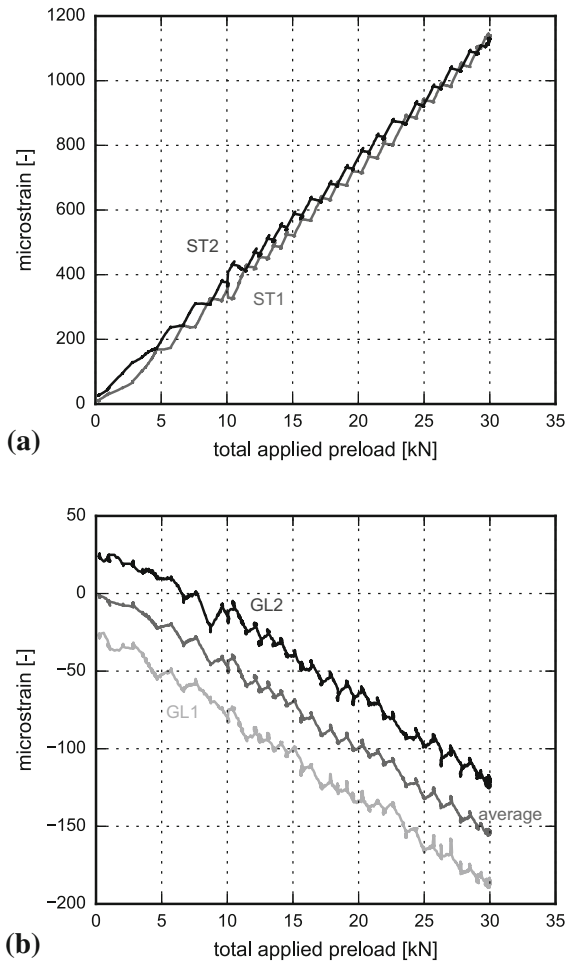 1200
1000
800
600
400
200
0
microstrain [-]
ST2
ST1
0 5 10 15 20 25 30 35
total applied preload [kN]
(a)
50
0
−50
−100
−150
−200
microstrain [-]
GL2
GL1
average
0 5 10 15 20 25 30 35
total applied preload [kN]
(b)